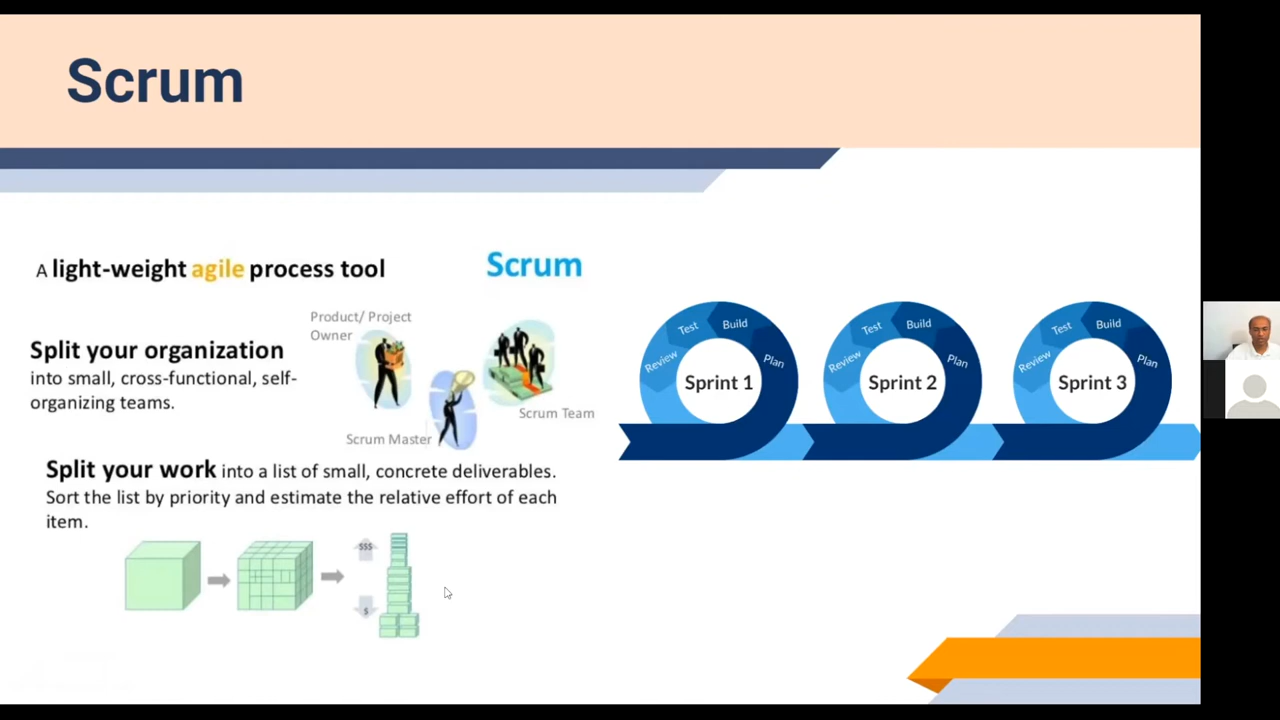 Scrum
A light-weight agile process tool
Scrum
Product/ Project
Owner
Split your organization
into small, cross-functional, self-
organizing teams.
Scrum Team
Scrum Master
Split your work into a list of small, concrete deliverables.
Sort the list by priority and estimate the relative effort of each
item.
$$$
$
Review
Test
Build
Plan
Sprint 1
Review
Test
Build
Plan
Sprint 2
Review
Test
Build
Plan
Sprint 3